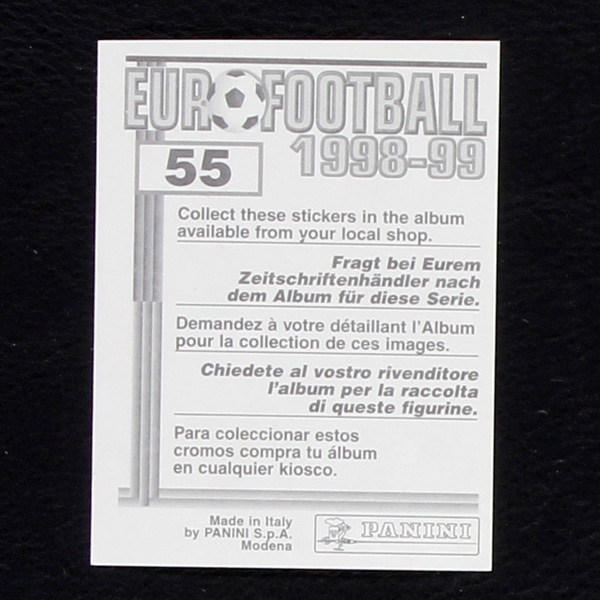 EUROFOOTBALL
1998-99
55
Collect these stickers in the album
available from your local shop.
Fragt bei Eurem
Zeitschriftenhändler nach
dem Album für diese Serie.
Demandez à votre détaillant l'Album
pour la collection de ces images.
Chiedete al vostro rivenditore
l'album per la raccolta
di queste figurine.
Para coleccionar estos
cromos compra tu álbum
en cualquier kiosco.
Made in Italy
by PANINI S.p.A.
Modena
PANINI